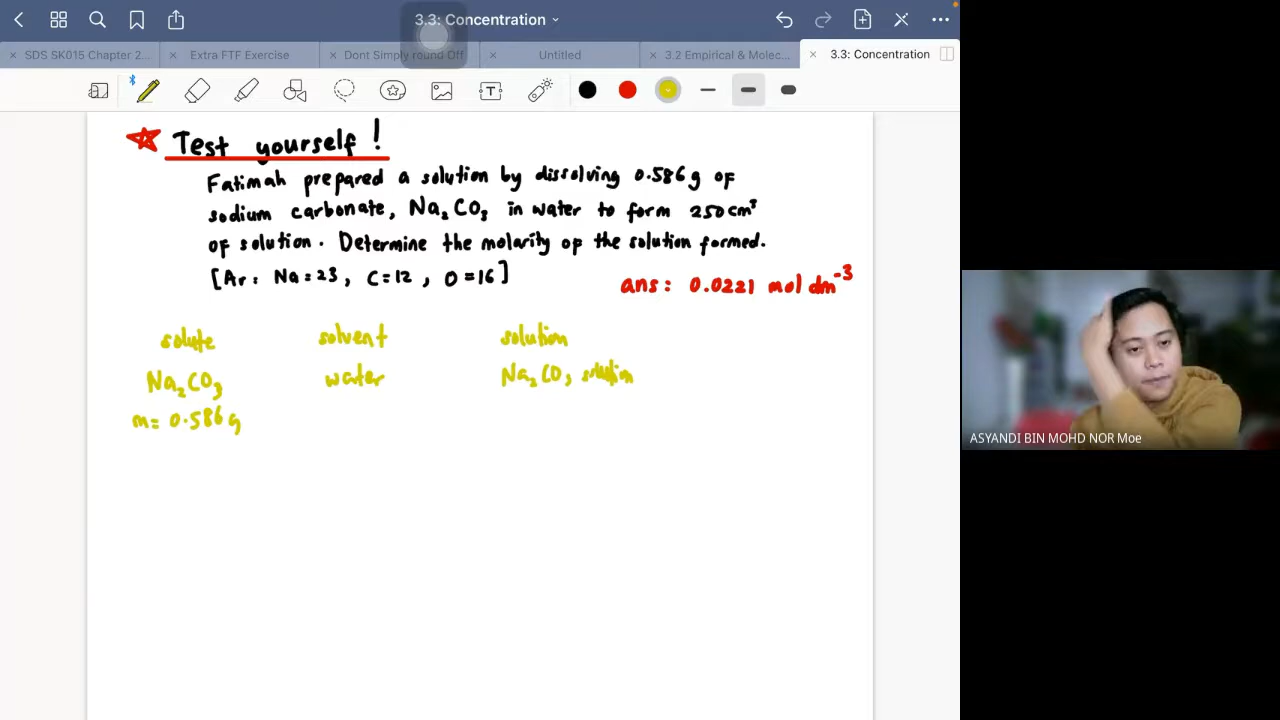 3.3: Concentration
SDS SK015 Chapter 2...
Extra FTF Exercise
Dont Simply round Off
Untitled
3.2 Empirical & Molec...
3.3: Concentration
Test yourself!
Fatimah prepared a solution by dissolving 0.586g of
sodium carbonate, Na₂CO₃ in water to form 250cm³
of solution. Determine the molarity of the solution formed.
[Ar: Na=23, C=12, O=16]
ans: 0.0221 mol dm⁻³
solute solvent solution
Na₂CO₃ water Na₂CO₃ solution
m= 0.586g
ASYANDI BIN MOHD NOR Moe